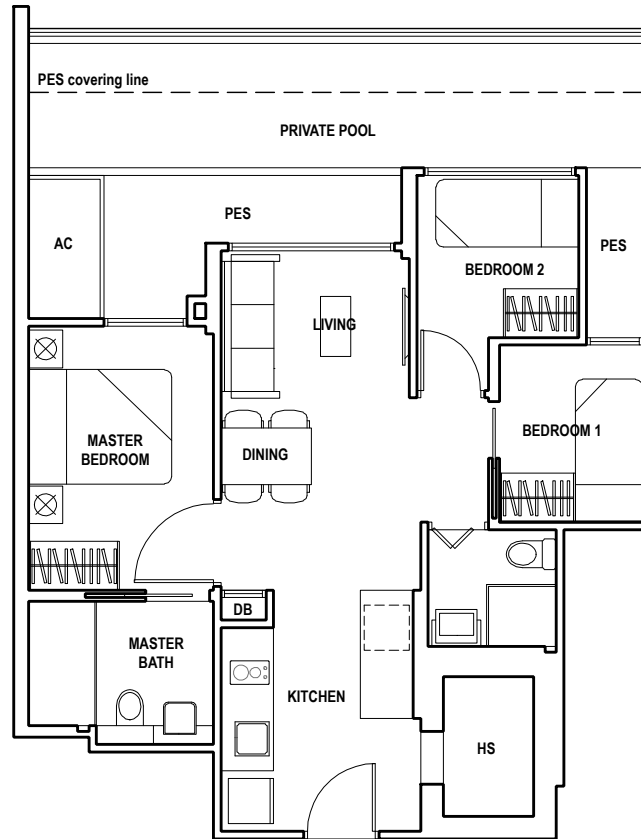 PES covering line
PRIVATE POOL
AC
PES
BEDROOM 2
PES
LIVING
MASTER
BEDROOM
DINING
BEDROOM 1
DB
MASTER
BATH
KITCHEN
HS